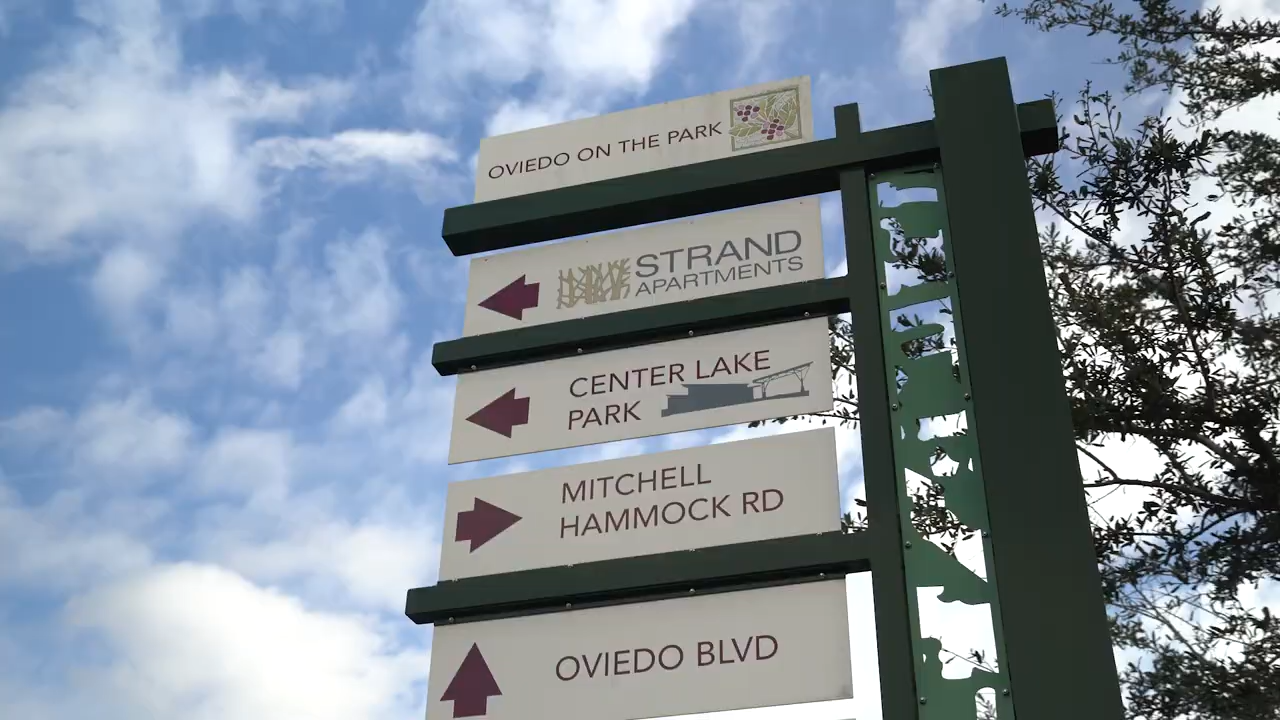 OVIEDO ON THE PARK
STRAND
APARTMENTS
CENTER LAKE
PARK
MITCHELL
HAMMOCK RD
OVIEDO BLVD